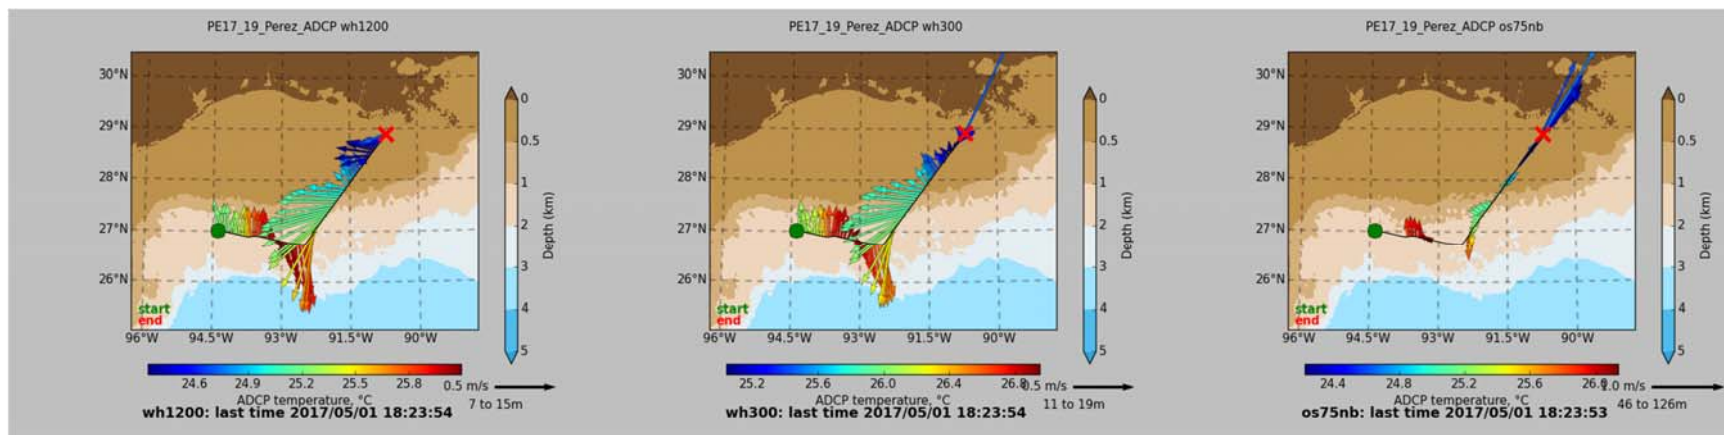 PE17_19_Perez_ADCP wh1200
30°N
29°N
28°N
27°N
26°N
start
end
96°W 94.5°W 93°W 91.5°W 90°W
0
0.5
1
2
3
4
5
Depth (km)
24.6 24.9 25.2 25.5 25.8
0.5 m/s
ADCP temperature, °C
7 to 15m
wh1200: last time 2017/05/01 18:23:54
PE17_19_Perez_ADCP wh300
30°N
29°N
28°N
27°N
26°N
start
end
96°W 94.5°W 93°W 91.5°W 90°W
0
0.5
1
2
3
4
5
Depth (km)
25.2 25.6 26.0 26.4 26.8
0.5 m/s
ADCP temperature, °C
11 to 19m
wh300: last time 2017/05/01 18:23:54
PE17_19_Perez_ADCP os75nb
30°N
29°N
28°N
27°N
26°N
start
end
96°W 94.5°W 93°W 91.5°W 90°W
0
0.5
1
2
3
4
5
Depth (km)
24.4 24.8 25.2 25.6 26.0
1.0 m/s
ADCP temperature, °C
46 to 126m
os75nb: last time 2017/05/01 18:23:53